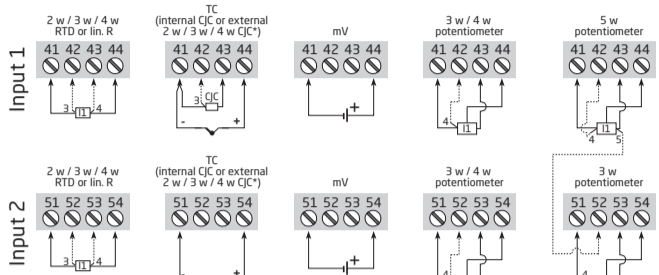 Input 1
2 w / 3 w / 4 w
RTD or lin. R
41 42 43 44
3 I1 4
TC
(internal CJC or external
2 w / 3 w / 4 w CJC*)
41 42 43 44
3 CJC
- +
mV
41 42 43 44
+
3 w / 4 w
potentiometer
41 42 43 44
4 I1
5 w
potentiometer
41 42 43 44
I1
4 5
Input 2
2 w / 3 w / 4 w
RTD or lin. R
51 52 53 54
3 I1 4
TC
(internal CJC or external
2 w / 3 w / 4 w CJC*)
51 52 53 54
- +
mV
51 52 53 54
+
3 w / 4 w
potentiometer
51 52 53 54
4
3 w
potentiometer
51 52 53 54
4